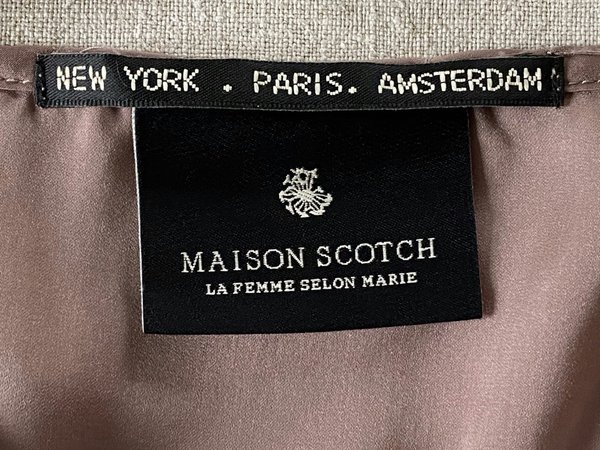 NEW YORK . PARIS. AMSTERDAM
MAISON SCOTCH
LA FEMME SELON MARIE